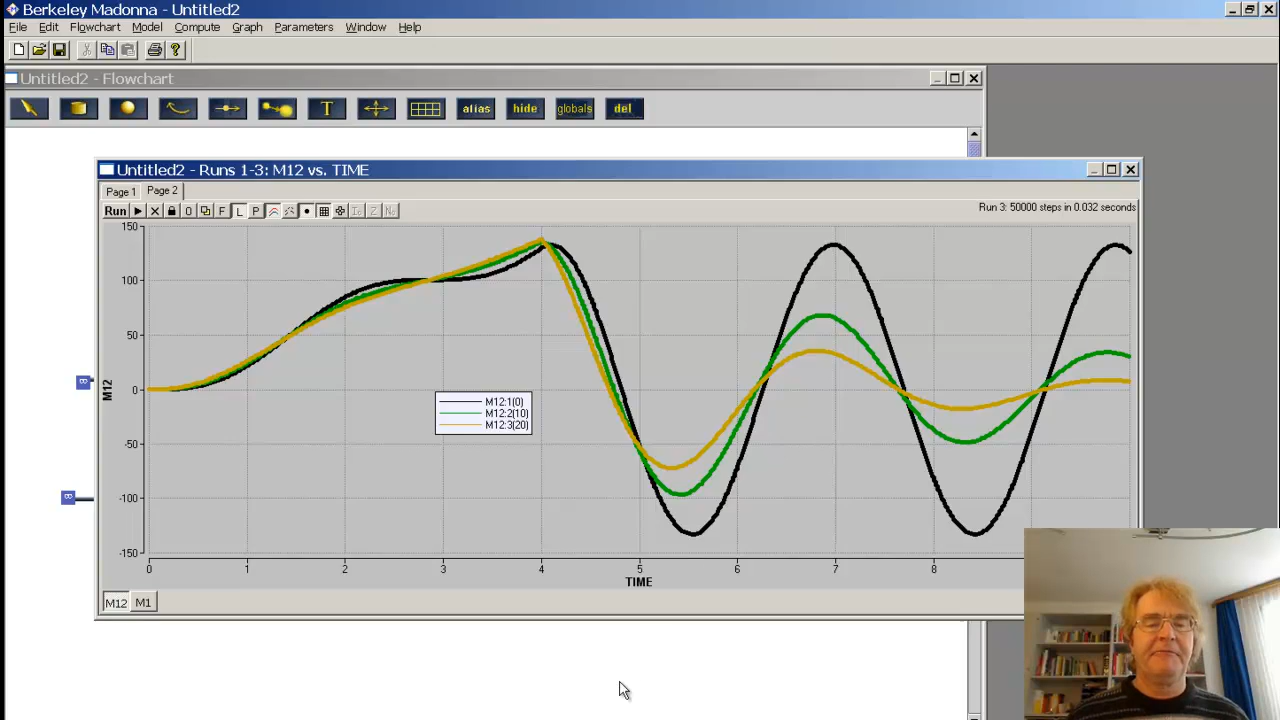 Berkeley Madonna - Untitled2
File Edit Flowchart Model Compute Graph Parameters Window Help
?
Untitled2 - Flowchart
T alias hide globals del
Untitled2 - Runs 1-3: M12 vs. TIME
Page 1 Page 2
Run 0 F L P Z
Run 3: 50000 steps in 0.032 seconds
150
100
50
0
-50
-100
-150
M12
M12:1(0)
M12:2(10)
M12:3(20)
0 1 2 3 4 5 6 7 8
TIME
M12 M1